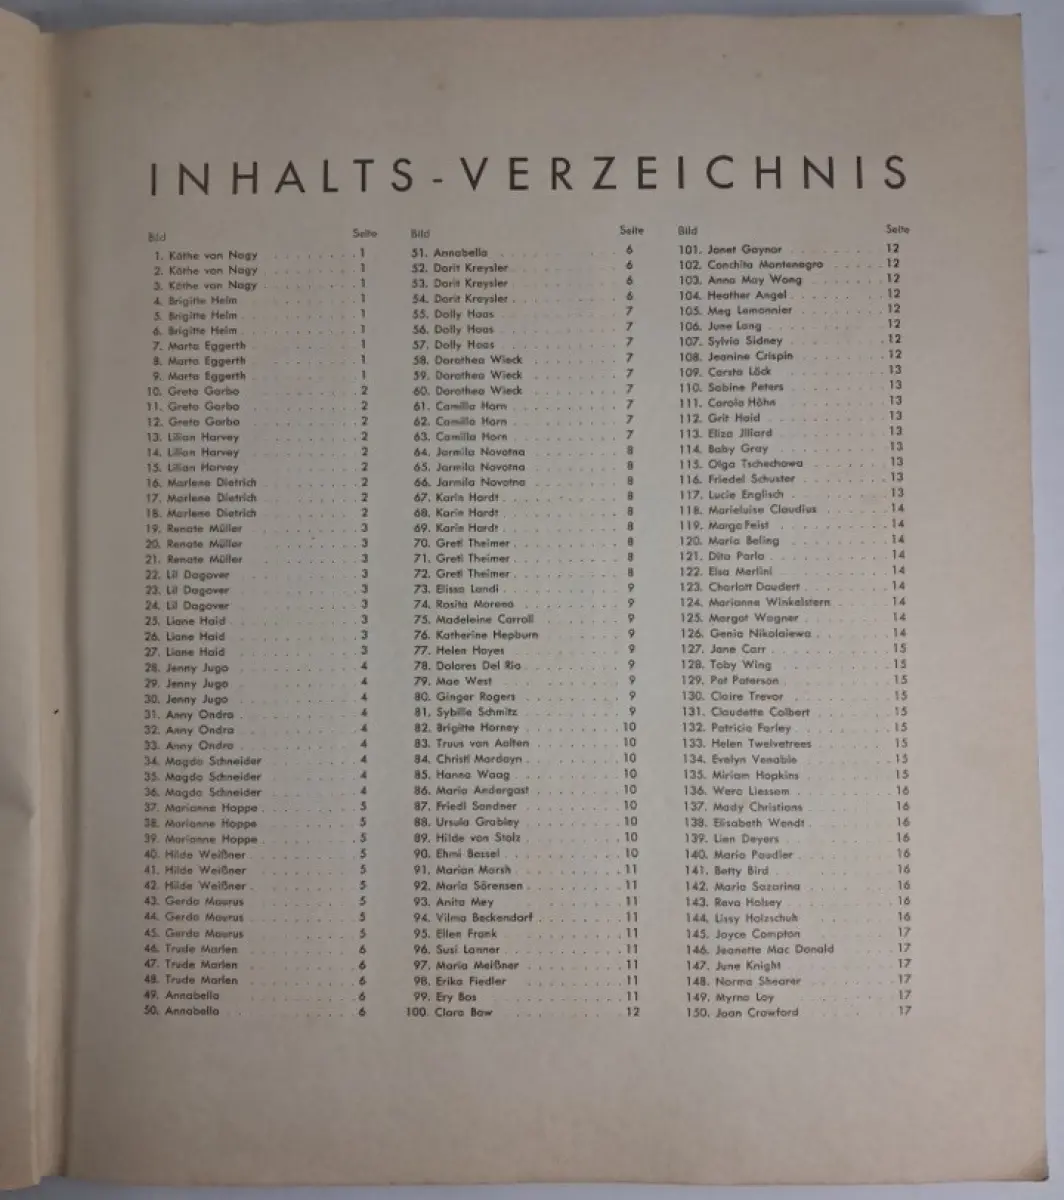 INHALTS-VERZEICHNIS
Bild Seite
1. Käthe von Nagy 1
2. Käthe von Nagy 1
3. Käthe von Nagy 1
4. Brigitte Helm 1
5. Brigitte Helm 1
6. Brigitte Helm 1
7. Marta Eggerth 1
8. Marta Eggerth 1
9. Marta Eggerth 1
10. Greta Garbo 2
11. Greta Garbo 2
12. Greta Garbo 2
13. Lilian Harvey 2
14. Lilian Harvey 2
15. Lilian Harvey 2
16. Marlene Dietrich 2
17. Marlene Dietrich 2
18. Marlene Dietrich 2
19. Renate Müller 3
20. Renate Müller 3
21. Renate Müller 3
22. Lil Dagover 3
23. Lil Dagover 3
24. Lil Dagover 3
25. Liane Haid 3
26. Liane Haid 3
27. Liane Haid 3
28. Jenny Jugo 4
29. Jenny Jugo 4
30. Jenny Jugo 4
31. Anny Ondra 4
32. Anny Ondra 4
33. Anny Ondra 4
34. Magda Schneider 4
35. Magda Schneider 4
36. Magda Schneider 4
37. Marianne Hoppe 5
38. Marianne Hoppe 5
39. Marianne Hoppe 5
40. Hilde Weißner 5
41. Hilde Weißner 5
42. Hilde Weißner 5
43. Gerda Maurus 5
44. Gerda Maurus 5
45. Gerda Maurus 5
46. Trude Marlen 6
47. Trude Marlen 6
48. Trude Marlen 6
49. Annabella 6
50. Annabella 6
Bild Seite
51. Annabella 6
52. Dorit Kreysler 6
53. Dorit Kreysler 6
54. Dorit Kreysler 6
55. Dolly Haas 7
56. Dolly Haas 7
57. Dolly Haas 7
58. Dorothea Wieck 7
59. Dorothea Wieck 7
60. Dorothea Wieck 7
61. Camilla Horn 7
62. Camilla Horn 7
63. Camilla Horn 7
64. Jarmila Novotna 8
65. Jarmila Novotna 8
66. Jarmila Novotna 8
67. Karin Hardt 8
68. Karin Hardt 8
69. Karin Hardt 8
70. Gretl Theimer 8
71. Gretl Theimer 8
72. Gretl Theimer 8
73. Elissa Landi 9
74. Rosita Moreno 9
75. Madeleine Carroll 9
76. Katherine Hepburn 9
77. Helen Hayes 9
78. Dolores Del Rio 9
79. Mae West 9
80. Ginger Rogers 9
81. Sybille Schmitz 9
82. Brigitte Horney 10
83. Truus van Aalten 10
84. Christl Mardayn 10
85. Hanna Waag 10
86. Maria Andergast 10
87. Friedl Sandner 10
88. Ursula Grabley 10
89. Hilde von Stolz 10
90. Ehmi Bessel 10
91. Marian Marsh 11
92. Maria Sörensen 11
93. Anita Mey 11
94. Vilma Beckendorf 11
95. Ellen Frank 11
96. Susi Lanner 11
97. Maria Meißner 11
98. Erika Fiedler 11
99. Ery Bos 11
100. Clara Bow 12
Bild Seite
101. Janet Gaynor 12
102. Conchita Montenegro 12
103. Anna May Wong 12
104. Heather Angel 12
105. Meg Lemonnier 12
106. June Lang 12
107. Sylvia Sidney 12
108. Jeanine Crispin 12
109. Carsta Löck 13
110. Sabine Peters 13
111. Carola Höhn 13
112. Grit Haid 13
113. Eliza Jlliard 13
114. Baby Gray 13
115. Olga Tschechowa 13
116. Friedel Schuster 13
117. Lucie Englisch 13
118. Marieluise Claudius 14
119. Marga Feist 14
120. Maria Beling 14
121. Dita Parlo 14
122. Elsa Merlini 14
123. Charlott Daudert 14
124. Marianne Winkelstern 14
125. Margot Wagner 14
126. Genia Nikolaiewa 14
127. Jane Carr 15
128. Toby Wing 15
129. Pat Paterson 15
130. Claire Trevor 15
131. Claudette Colbert 15
132. Patricia Farley 15
133. Helen Twelvetrees 15
134. Evelyn Venable 15
135. Miriam Hopkins 15
136. Wera Liessem 16
137. Mady Christians 16
138. Elisabeth Wendt 16
139. Lien Deyers 16
140. Maria Paudler 16
141. Betty Bird 16
142. Maria Sazarina 16
143. Reva Holsey 16
144. Lissy Holzschuh 16
145. Joyce Compton 17
146. Jeanette Mac Donald 17
147. June Knight 17
148. Norma Shearer 17
149. Myrna Loy 17
150. Joan Crawford 17